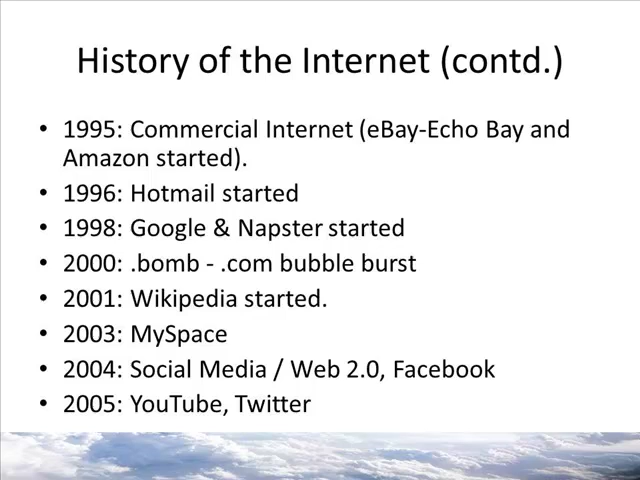 History of the Internet (contd.)
• 1995: Commercial Internet (eBay-Echo Bay and
Amazon started).
• 1996: Hotmail started
• 1998: Google & Napster started
• 2000: .bomb - .com bubble burst
• 2001: Wikipedia started.
• 2003: MySpace
• 2004: Social Media / Web 2.0, Facebook
• 2005: YouTube, Twitter